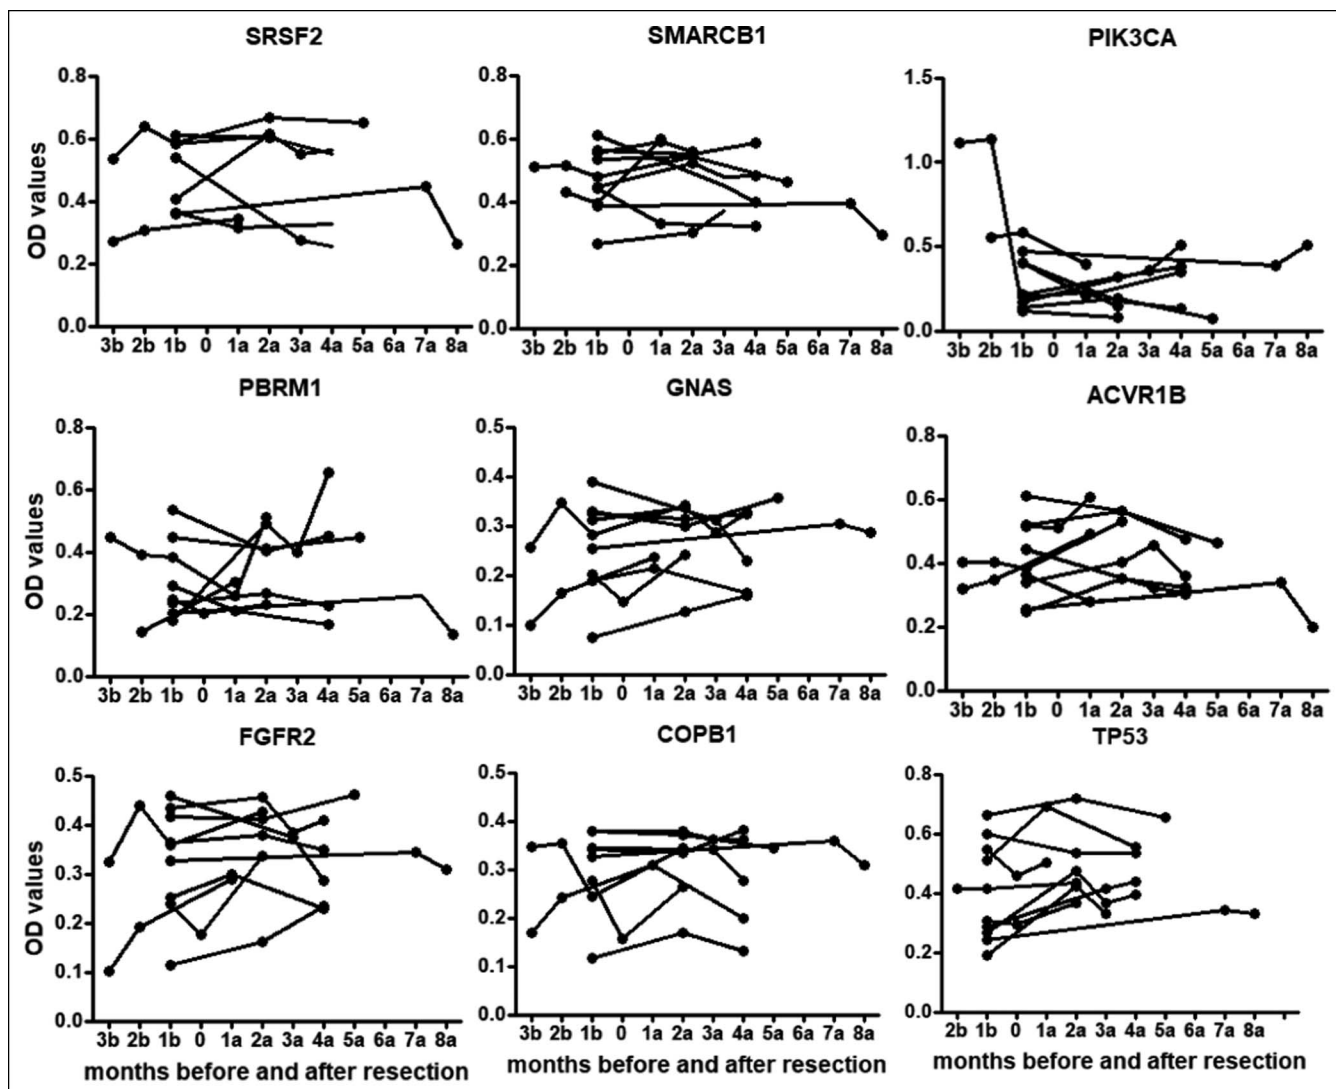 SRSF2
SMARCB1
PIK3CA
OD values
0.8
0.6
0.4
0.2
0.0
3b 2b 1b 0 1a 2a 3a 4a 5a 6a 7a 8a
0.8
0.6
0.4
0.2
0.0
3b 2b 1b 0 1a 2a 3a 4a 5a 6a 7a 8a
1.5
1.0
0.5
0.0
3b 2b 1b 0 1a 2a 3a 4a 5a 6a 7a 8a
PBRM1
GNAS
ACVR1B
OD values
0.8
0.6
0.4
0.2
0.0
3b 2b 1b 0 1a 2a 3a 4a 5a 6a 7a 8a
0.5
0.4
0.3
0.2
0.1
0.0
3b 2b 1b 0 1a 2a 3a 4a 5a 6a 7a 8a
0.8
0.6
0.4
0.2
0.0
3b 2b 1b 0 1a 2a 3a 4a 5a 6a 7a 8a
FGFR2
COPB1
TP53
OD values
0.5
0.4
0.3
0.2
0.1
0.0
3b 2b 1b 0 1a 2a 3a 4a 5a 6a 7a 8a
months before and after resection
0.5
0.4
0.3
0.2
0.1
0.0
3b 2b 1b 0 1a 2a 3a 4a 5a 6a 7a 8a
months before and after resection
0.8
0.6
0.4
0.2
0.0
2b 1b 0 1a 2a 3a 4a 5a 6a 7a 8a